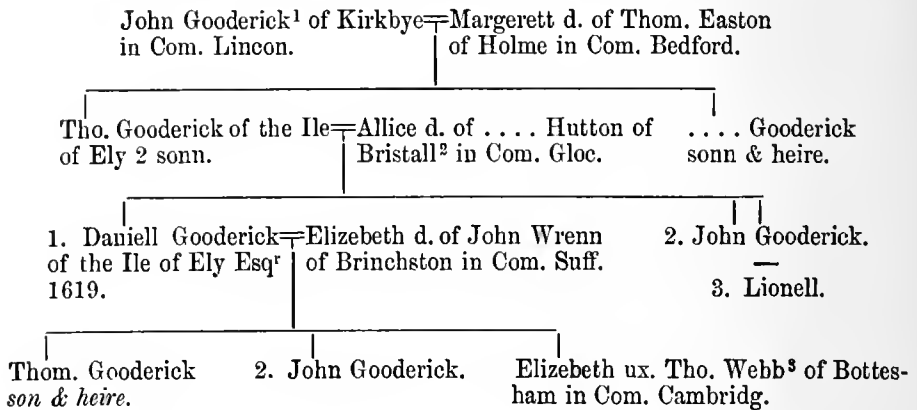 John Gooderick¹ of Kirkbye=Margerett d. of Thom. Easton
in Com. Lincon. of Holme in Com. Bedford.
Tho. Gooderick of the Ile=Allice d. of .... Hutton of .... Gooderick
of Ely 2 sonn. Bristall² in Com. Gloc. sonn & heire.
1. Daniell Gooderick=Elizebeth d. of John Wrenn 2. John Gooderick.
of the Ile of Ely Esqʳ of Brinchston in Com. Suff.
1619. 3. Lionell.
Thom. Gooderick 2. John Gooderick. Elizebeth ux. Tho. Webb³ of Bottes-
son & heire. ham in Com. Cambridg.